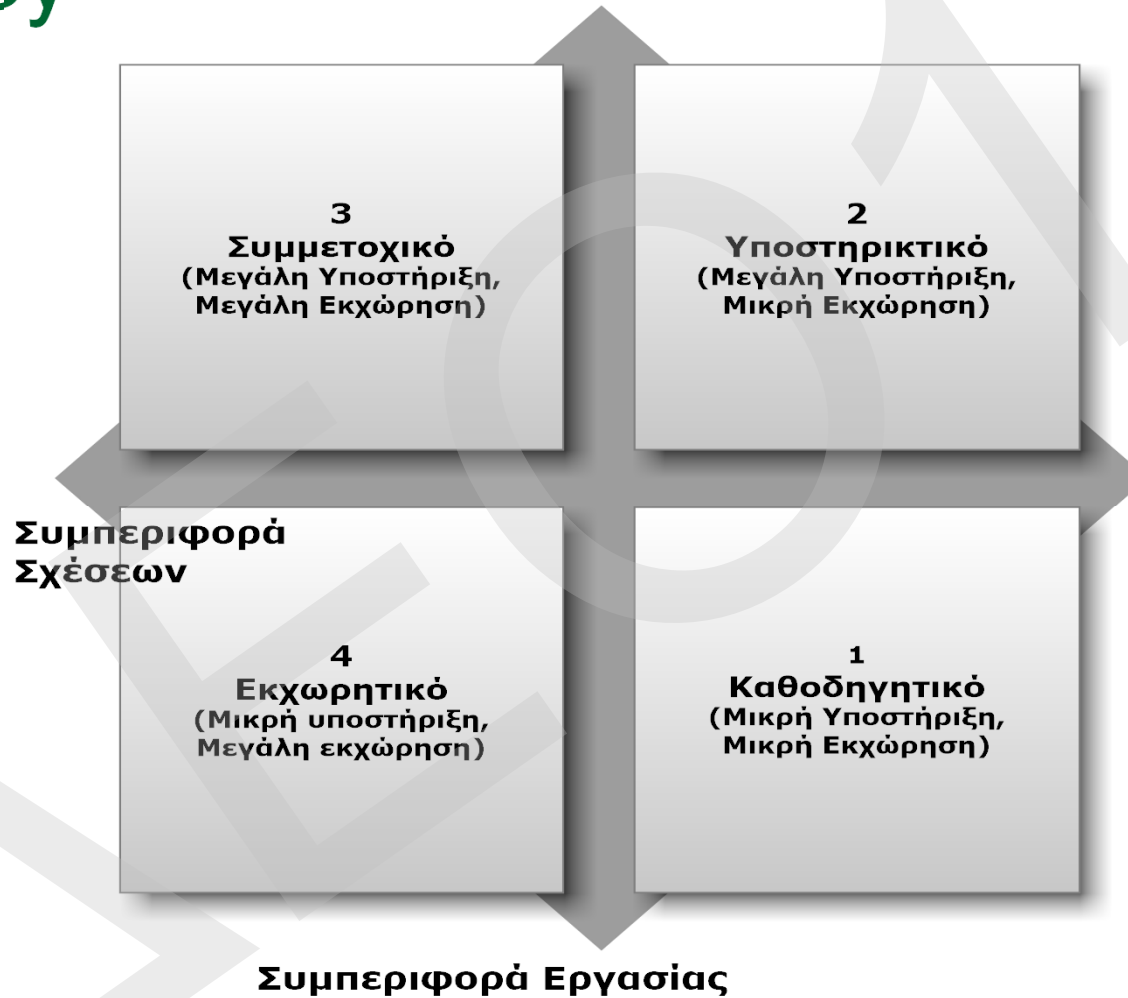 3
Συμμετοχικό
(Μεγάλη Υποστήριξη,
Μεγάλη Εκχώρηση)
2
Υποστηρικτικό
(Μεγάλη Υποστήριξη,
Μικρή Εκχώρηση)
Συμπεριφορά
Σχέσεων
4
Εκχωρητικό
(Μικρή υποστήριξη,
Μεγάλη εκχώρηση)
1
Καθοδηγητικό
(Μικρή Υποστήριξη,
Μικρή Εκχώρηση)
Συμπεριφορά Εργασίας